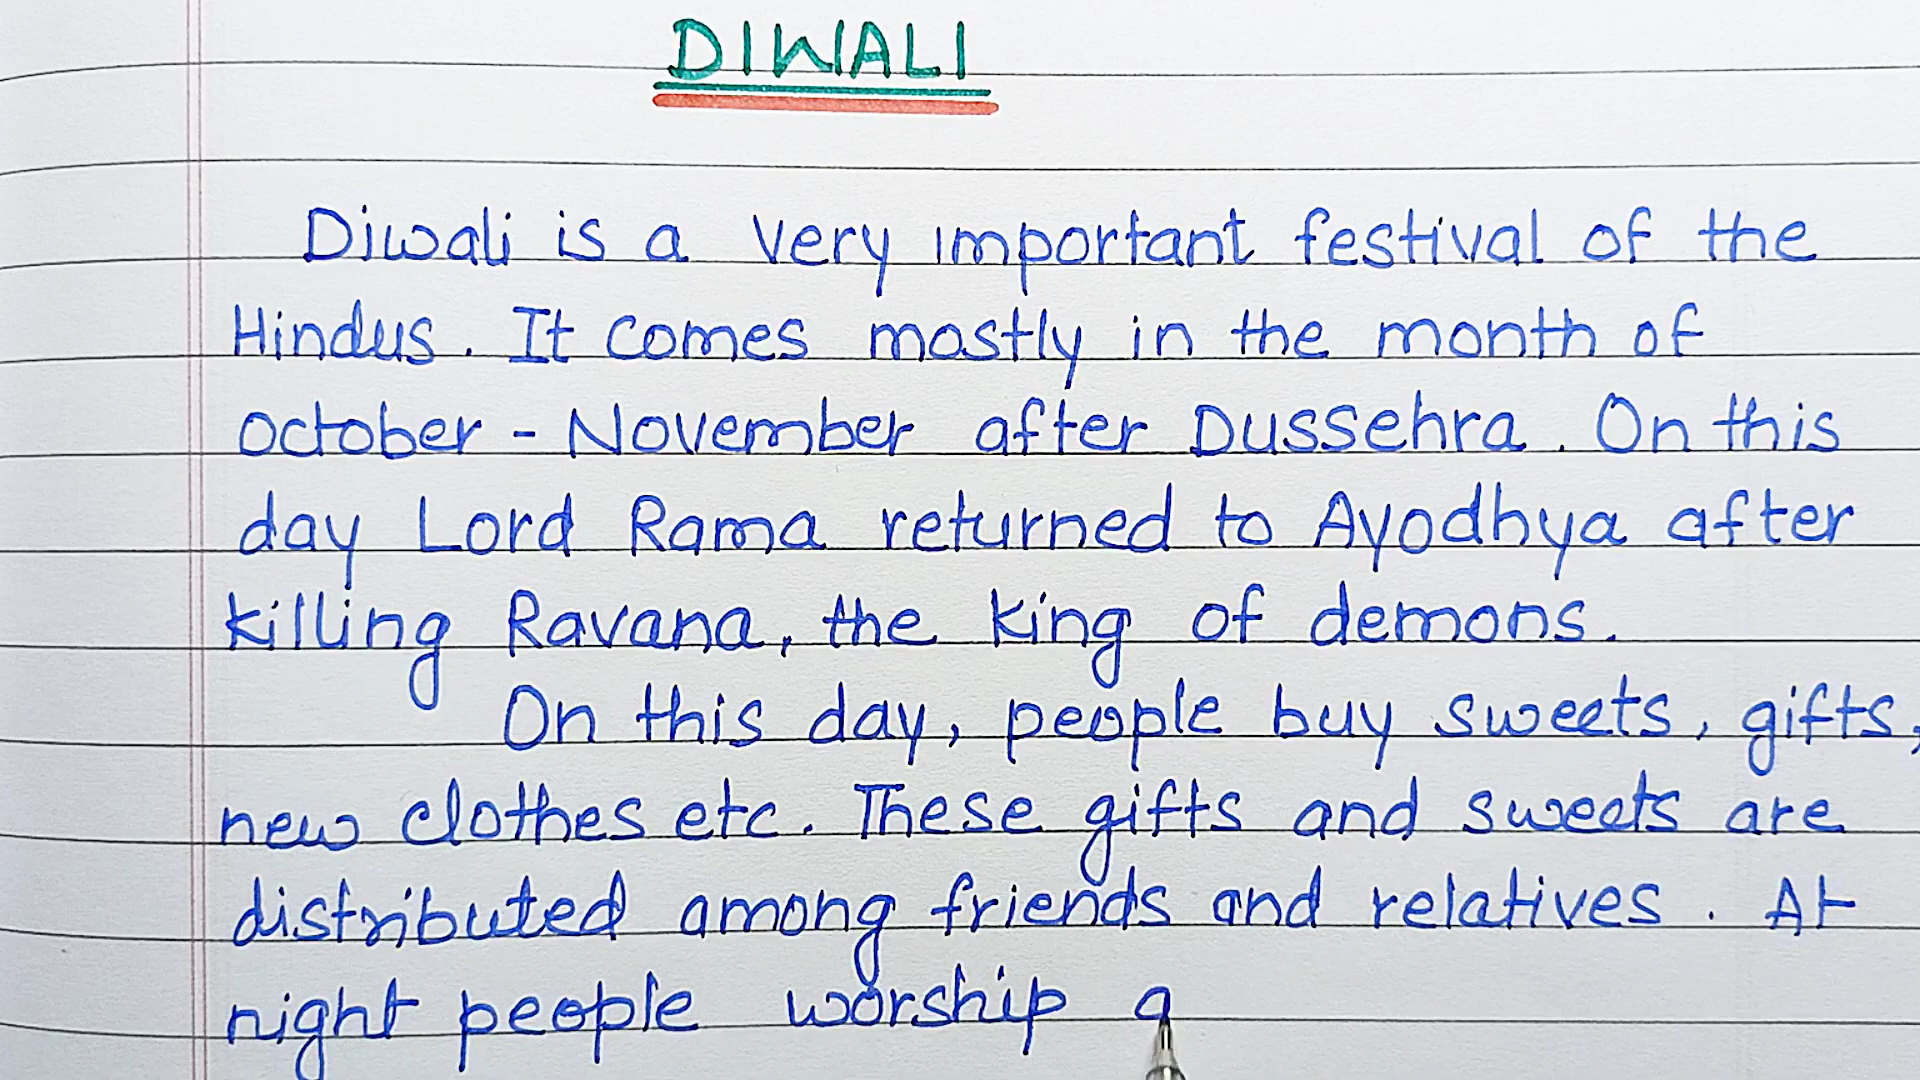 DIWALI
Diwali is a very important festival of the
Hindus. It comes mostly in the month of
October - November after Dussehra. On this
day Lord Rama returned to Ayodhya after
killing Ravana, the king of demons.
On this day, people buy sweets, gifts,
new clothes etc. These gifts and sweets are
distributed among friends and relatives. At
night people worship